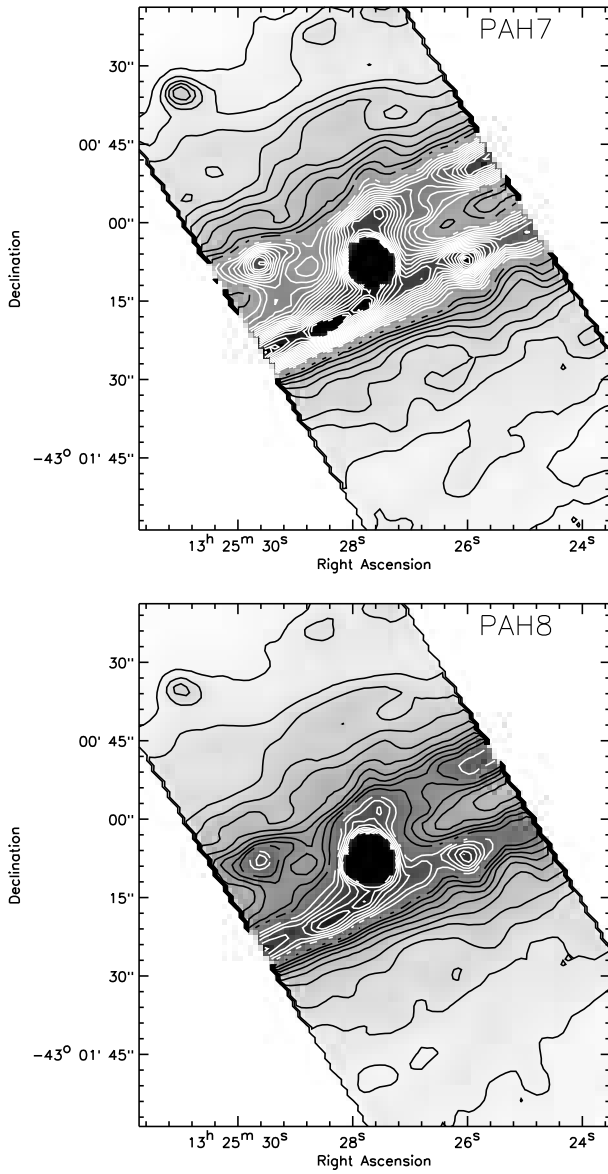 PAH7
30"
00' 45"
00"
15"
30"
-43° 01' 45"
Declination
13ʰ 25ᵐ 30ˢ 28ˢ 26ˢ 24ˢ
Right Ascension
PAH8
30"
00' 45"
00"
15"
30"
-43° 01' 45"
Declination
13ʰ 25ᵐ 30ˢ 28ˢ 26ˢ 24ˢ
Right Ascension